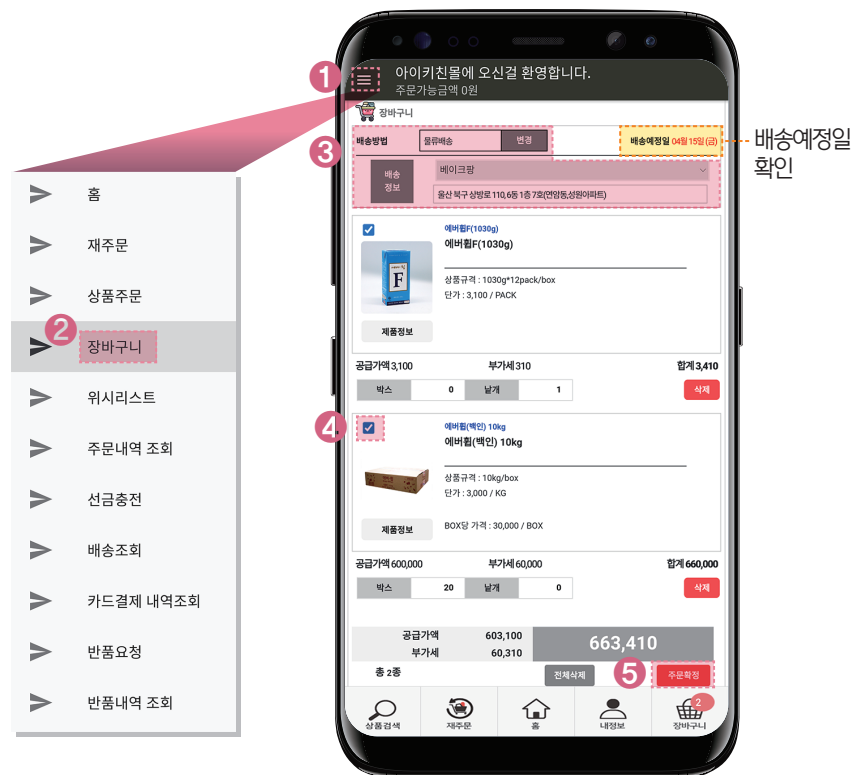 1
아이키친몰에 오신걸 환영합니다.
주문가능금액 0원
장바구니
3
배송방법 물류배송 변경 배송예정일 04월 15일 (금)
배송예정일
확인
배송
정보
베이크팡
울산 북구 상방로 110, 6동 1층 7호(연암동,성원아파트)
홈
재주문
상품주문
2
장바구니
위시리스트
주문내역 조회
선금충전
배송조회
카드결제 내역조회
반품요청
반품내역 조회
에버휩F(1030g)
에버휩F(1030g)
F
상품규격 : 1030g*12pack/box
단가 : 3,100 / PACK
제품정보
공급가액 3,100 부가세 310 합계 3,410
박스 0 낱개 1 삭제
4
에버휩(백인) 10kg
에버휩(백인) 10kg
상품규격 : 10kg/box
단가 : 3,000 / KG
제품정보
BOX당 가격 : 30,000 / BOX
공급가액 600,000 부가세 60,000 합계 660,000
박스 20 낱개 0 삭제
공급가액 603,100
부가세 60,310
663,410
총 2종 전체삭제 5 주문확정
2
상품검색 재주문 홈 내정보 장바구니